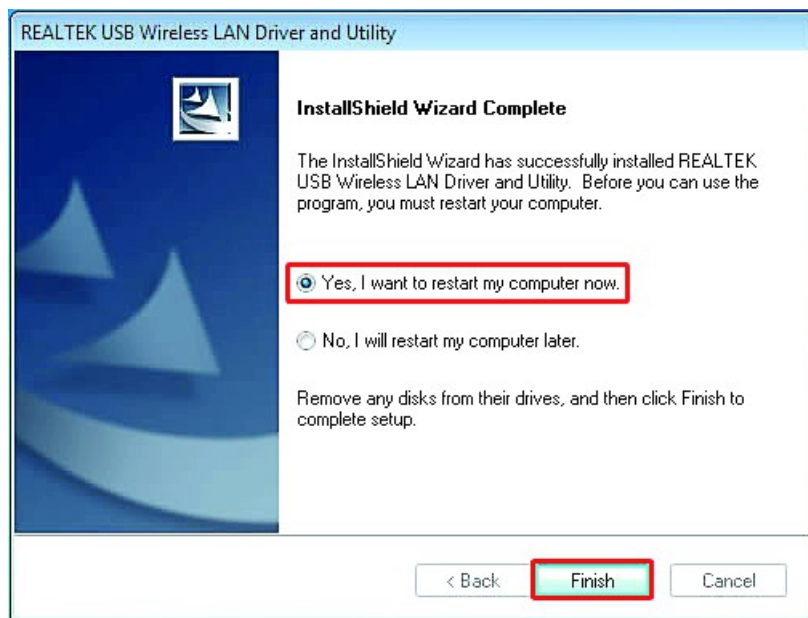 REALTEK USB Wireless LAN Driver and Utility
InstallShield Wizard Complete
The InstallShield Wizard has successfully installed REALTEK
USB Wireless LAN Driver and Utility.  Before you can use the
program, you must restart your computer.
Yes, I want to restart my computer now.
No, I will restart my computer later.
Remove any disks from their drives, and then click Finish to
complete setup.
< Back
Finish
Cancel